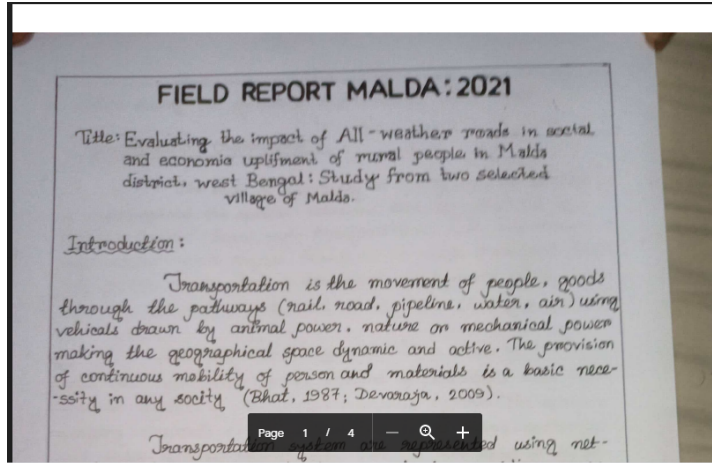 FIELD REPORT MALDA: 2021
Title: Evaluating the impact of All-weather roads in social
and economia uplifment of rural people in Malda
district, west Bengal: Study from two selected
village of Malda.
Introduction:
Transportation is the movement of people, goods
through the pathways (rail, road, pipeline, water, air) using
vehicals drawn by animal power, nature or mechanical power
making the geographical space dynamic and active. The provision
of continuous mobility of person and materials is a basic nece-
-ssity in any socity (Bhat, 1987; Devaraja, 2009).
Transportation system are represented using net-
Page 1 / 4 — +